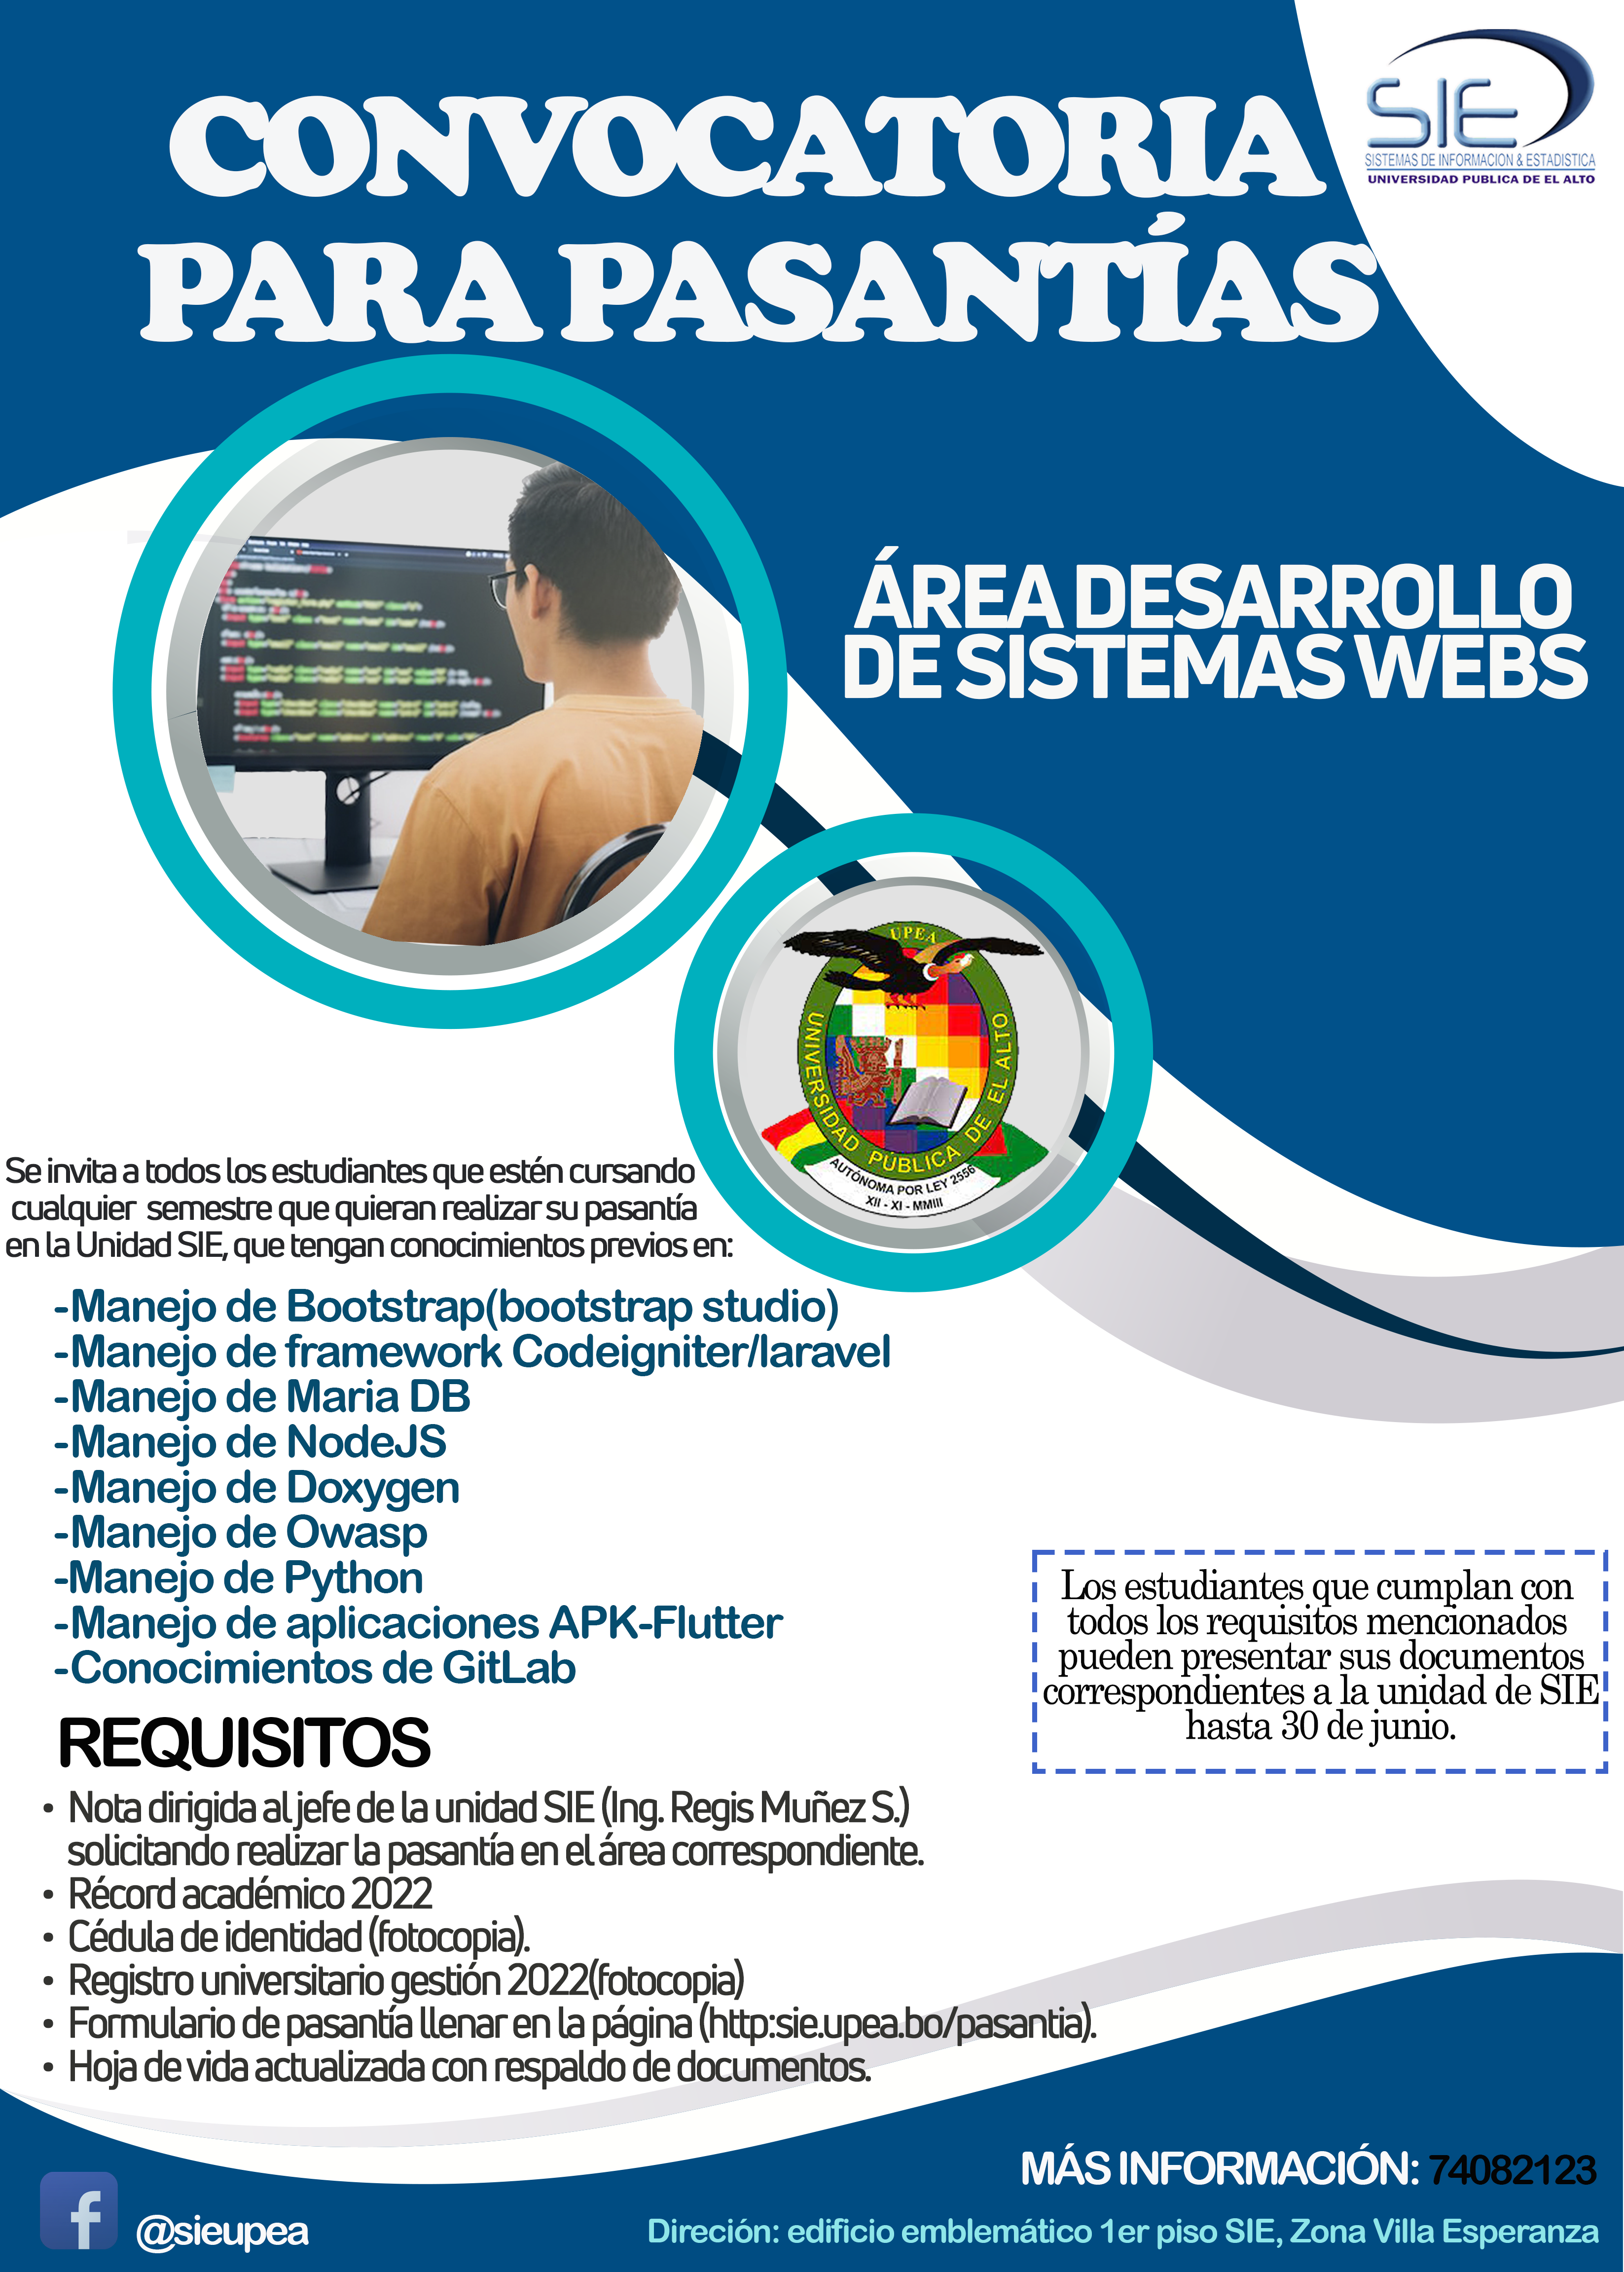 CONVOCATORIA
PARA PASANTÍAS
SIE
SISTEMAS DE INFORMACION & ESTADISTICA
UNIVERSIDAD PUBLICA DE EL ALTO
ÁREA DESARROLLO
DE SISTEMAS WEBS
UPEA
UNIVERSIDAD PÚBLICA DE EL ALTO
AUTÓNOMA POR LEY 2556
XII - XI - MMIII
Se invita a todos los estudiantes que estén cursando
cualquier semestre que quieran realizar su pasantía
en la Unidad SIE, que tengan conocimientos previos en:
-Manejo de Bootstrap(bootstrap studio)
-Manejo de framework Codeigniter/laravel
-Manejo de Maria DB
-Manejo de NodeJS
-Manejo de Doxygen
-Manejo de Owasp
-Manejo de Python
-Manejo de aplicaciones APK-Flutter
-Conocimientos de GitLab
Los estudiantes que cumplan con
todos los requisitos mencionados
pueden presentar sus documentos
correspondientes a la unidad de SIE
hasta 30 de junio.
REQUISITOS
• Nota dirigida al jefe de la unidad SIE (Ing. Regis Muñez S.)
solicitando realizar la pasantía en el área correspondiente.
• Récord académico 2022
• Cédula de identidad (fotocopia).
• Registro universitario gestión 2022(fotocopia)
• Formulario de pasantía llenar en la página (http:sie.upea.bo/pasantia).
• Hoja de vida actualizada con respaldo de documentos.
MÁS INFORMACIÓN: 74082123
f @sieupea
Direción: edificio emblemático 1er piso SIE, Zona Villa Esperanza